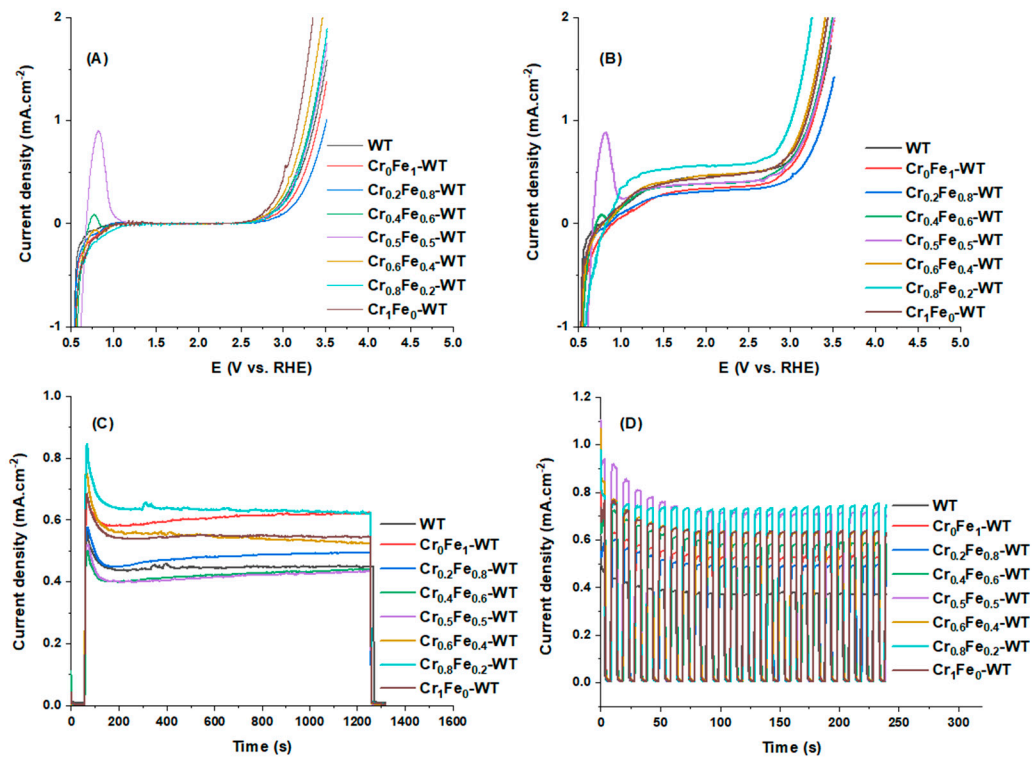 (A)
Current density (mA.cm-2)
2
1
0
-1
0.5 1.0 1.5 2.0 2.5 3.0 3.5 4.0 4.5 5.0
E (V vs. RHE)
WT
Cr0Fe1-WT
Cr0.2Fe0.8-WT
Cr0.4Fe0.6-WT
Cr0.5Fe0.5-WT
Cr0.6Fe0.4-WT
Cr0.8Fe0.2-WT
Cr1Fe0-WT
(B)
Current density (mA.cm-2)
2
1
0
-1
0.5 1.0 1.5 2.0 2.5 3.0 3.5 4.0 4.5 5.0
E (V vs. RHE)
WT
Cr0Fe1-WT
Cr0.2Fe0.8-WT
Cr0.4Fe0.6-WT
Cr0.5Fe0.5-WT
Cr0.6Fe0.4-WT
Cr0.8Fe0.2-WT
Cr1Fe0-WT
(C)
Current density (mA.cm-2)
1.0
0.8
0.6
0.4
0.2
0.0
0 200 400 600 800 1000 1200 1400 1600
Time (s)
WT
Cr0Fe1-WT
Cr0.2Fe0.8-WT
Cr0.4Fe0.6-WT
Cr0.5Fe0.5-WT
Cr0.6Fe0.4-WT
Cr0.8Fe0.2-WT
Cr1Fe0-WT
(D)
Current density (mA.cm-2)
1.2
1.0
0.8
0.6
0.4
0.2
0.0
0 50 100 150 200 250 300
Time (s)
WT
Cr0Fe1-WT
Cr0.2Fe0.8-WT
Cr0.4Fe0.6-WT
Cr0.5Fe0.5-WT
Cr0.6Fe0.4-WT
Cr0.8Fe0.2-WT
Cr1Fe0-WT